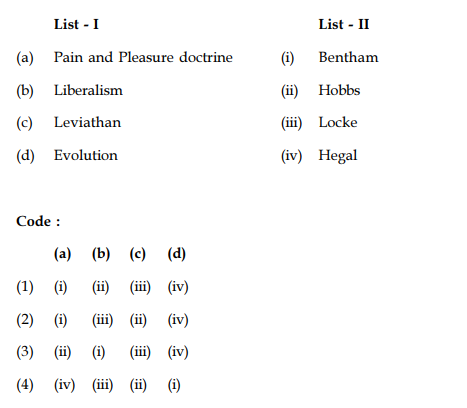 List - I List - II
(a) Pain and Pleasure doctrine (i) Bentham
(b) Liberalism (ii) Hobbs
(c) Leviathan (iii) Locke
(d) Evolution (iv) Hegal
Code :
(a) (b) (c) (d)
(1) (i) (ii) (iii) (iv)
(2) (i) (iii) (ii) (iv)
(3) (ii) (i) (iii) (iv)
(4) (iv) (iii) (ii) (i)